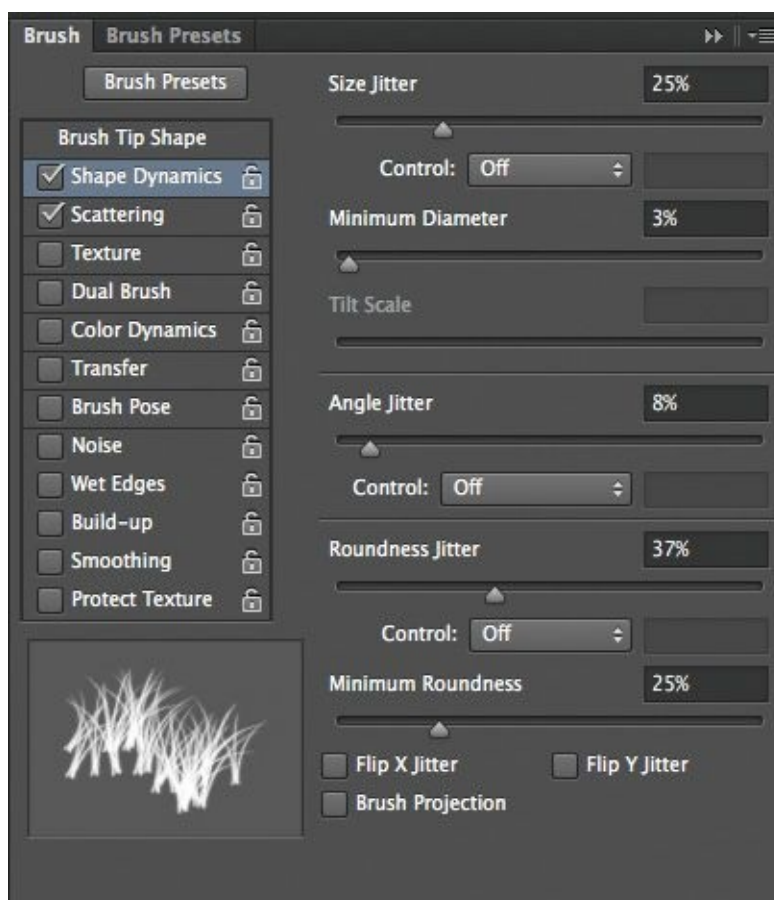 Brush Brush Presets
Brush Presets
Brush Tip Shape
Shape Dynamics
Scattering
Texture
Dual Brush
Color Dynamics
Transfer
Brush Pose
Noise
Wet Edges
Build-up
Smoothing
Protect Texture
Size Jitter 25%
Control: Off
Minimum Diameter 3%
Tilt Scale
Angle Jitter 8%
Control: Off
Roundness Jitter 37%
Control: Off
Minimum Roundness 25%
Flip X Jitter Flip Y Jitter
Brush Projection